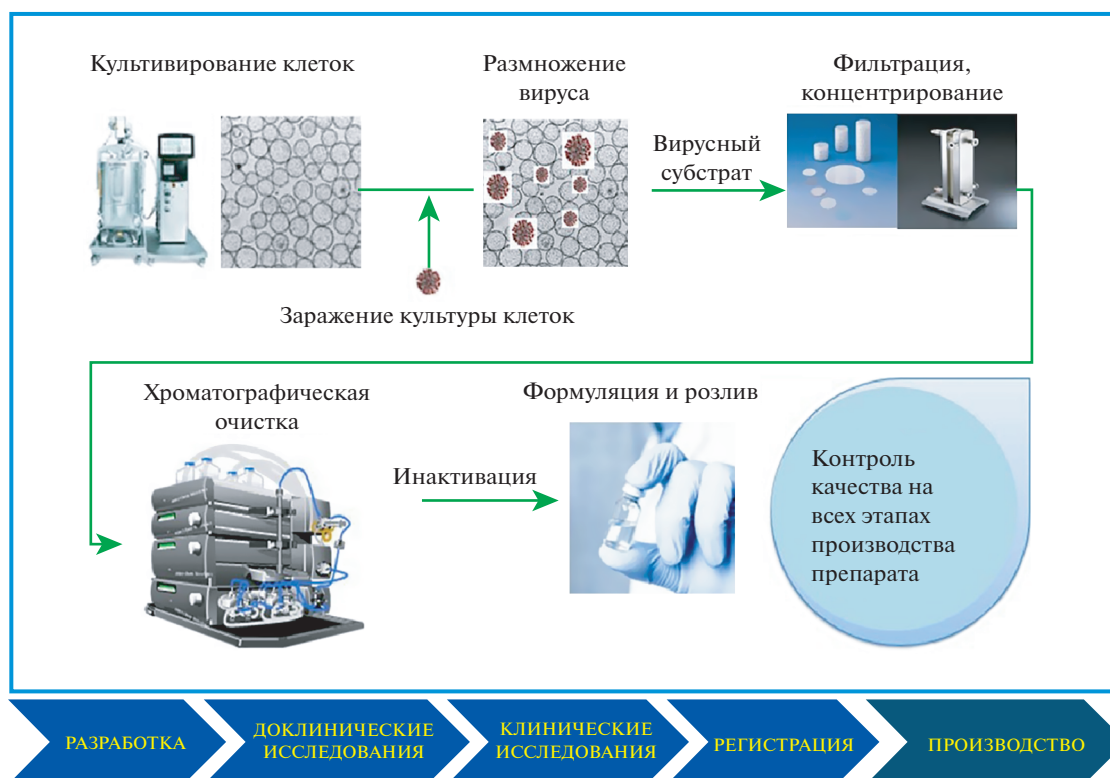 Культивирование клеток
Размножение
вируса
Фильтрация,
концентрирование
Вирусный
субстрат
Заражение культуры клеток
Хроматографическая
очистка
Инактивация
Формуляция и розлив
Контроль
качества на
всех этапах
производства
препарата
РАЗРАБОТКА
ДОКЛИНИЧЕСКИЕ
ИССЛЕДОВАНИЯ
КЛИНИЧЕСКИЕ
ИССЛЕДОВАНИЯ
РЕГИСТРАЦИЯ
ПРОИЗВОДСТВО